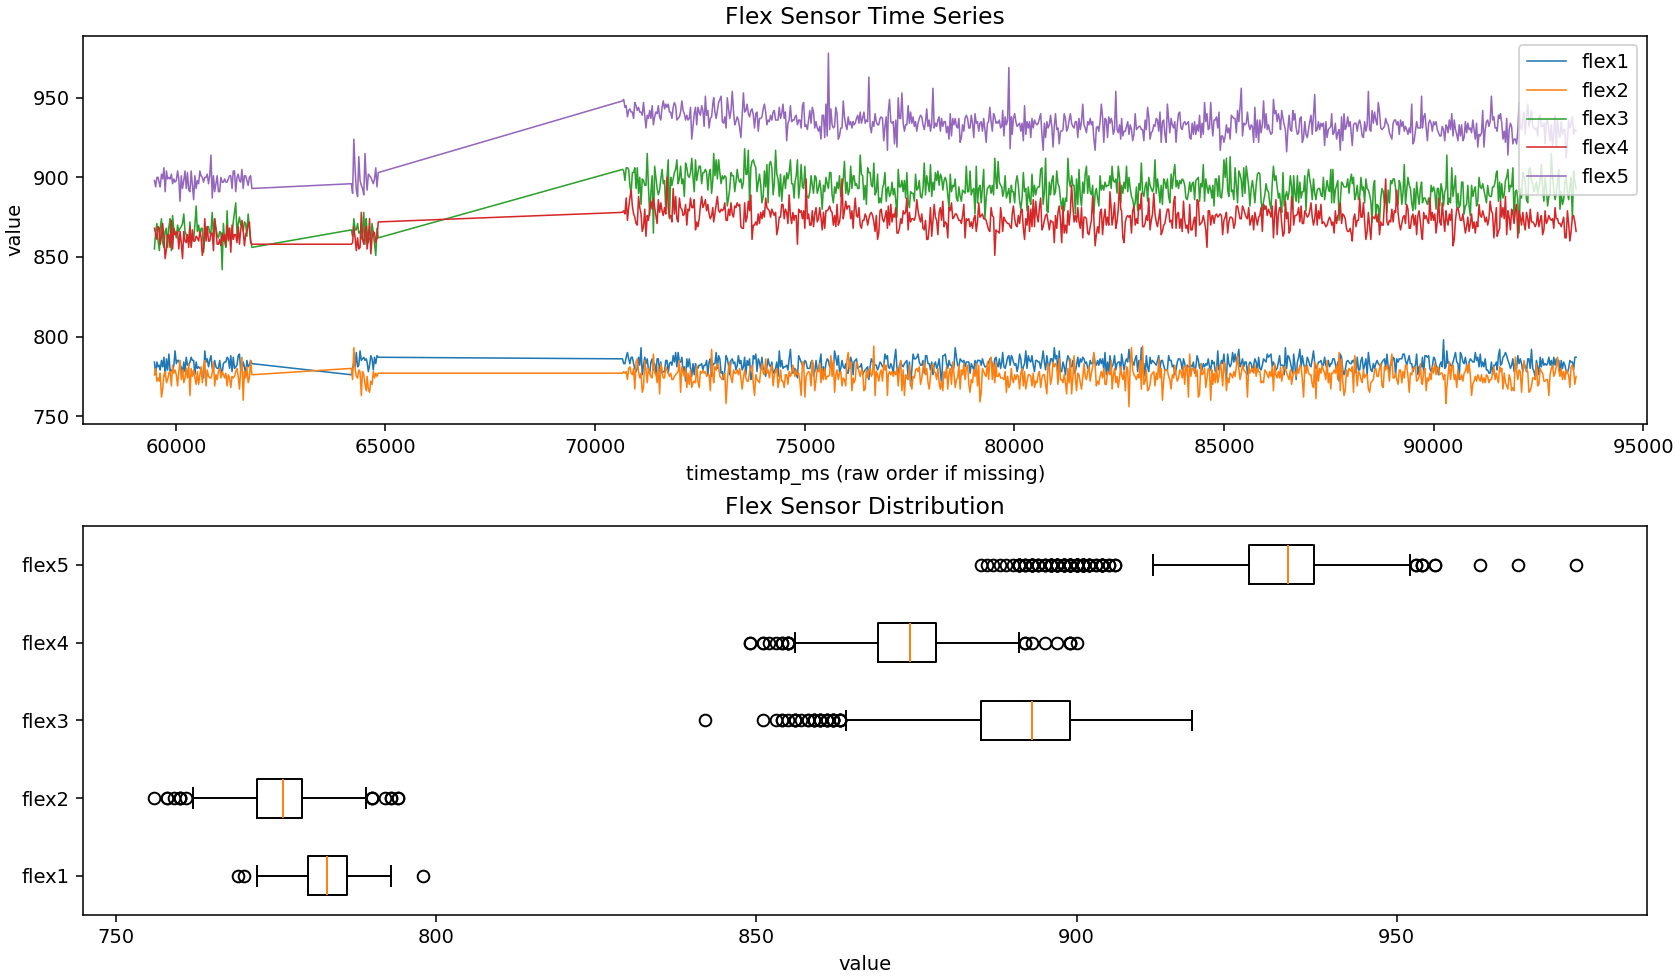 Flex Sensor Time Series
value
950
900
850
800
750
flex1
flex2
flex3
flex4
flex5
60000 65000 70000 75000 80000 85000 90000 95000
timestamp_ms (raw order if missing)
Flex Sensor Distribution
flex5
flex4
flex3
flex2
flex1
750 800 850 900 950
value